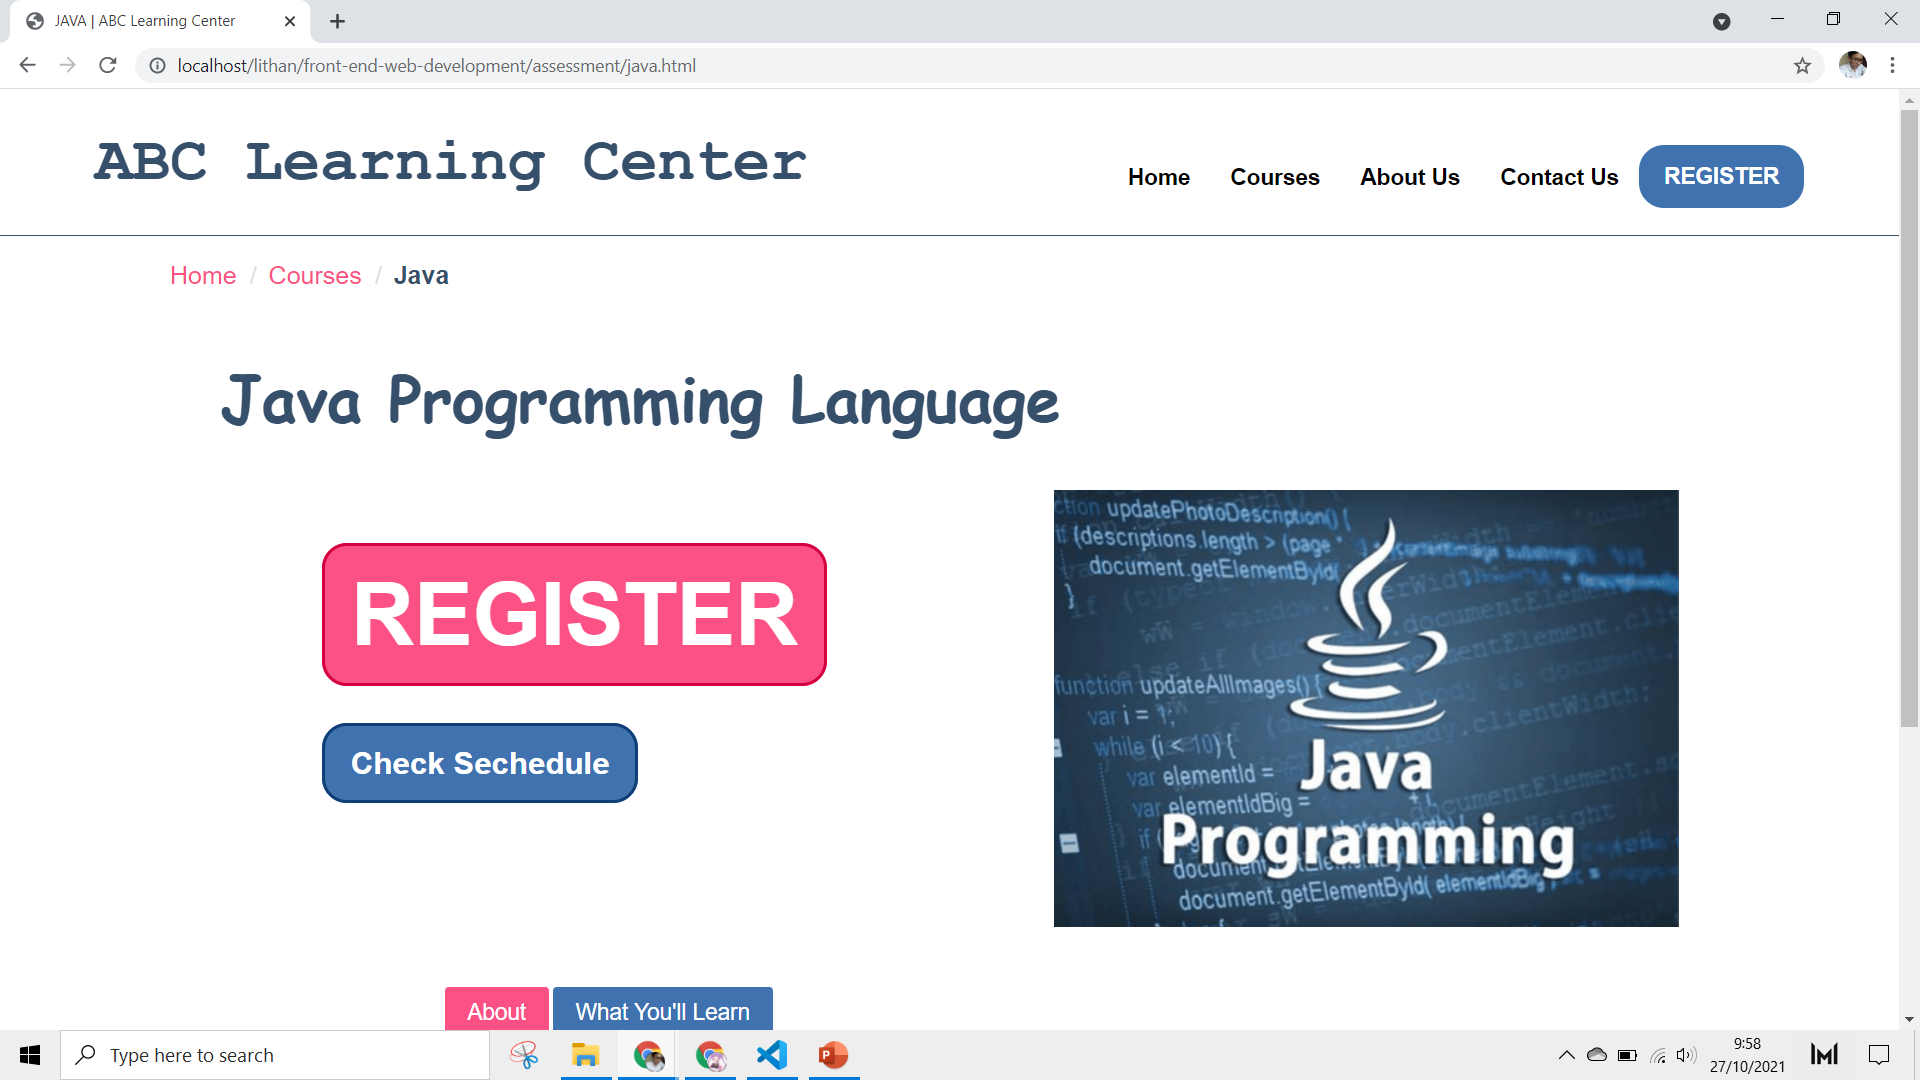 JAVA | ABC Learning Center
localhost/lithan/front-end-web-development/assessment/java.html
ABC Learning Center
Home Courses About Us Contact Us REGISTER
Home / Courses / Java
Java Programming Language
REGISTER
Check Sechedule
ction updatePhotoDescription() {
if (descriptions.length > (page
document.getElementById(
}
function updateAllImages() {
var i = 1;
while (i < 10) {
var elementId =
var elementIdBig =
if (
document.getElementById( elementIdBig
Java
Programming
About What You'll Learn
Type here to search
9:58
27/10/2021